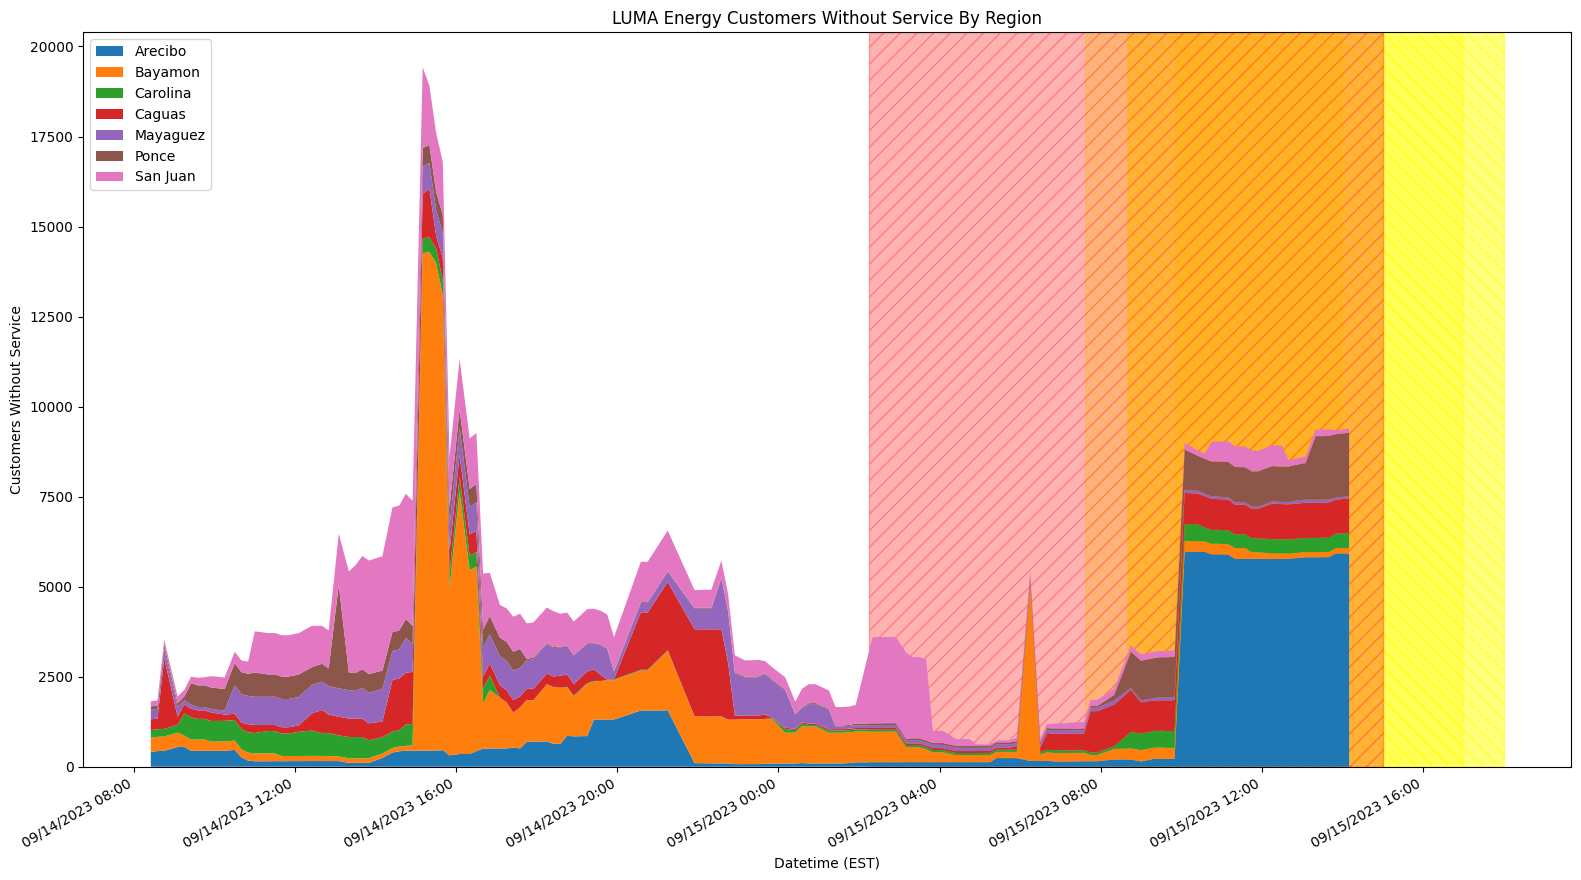 LUMA Energy Customers Without Service By Region
Arecibo
Bayamon
Carolina
Caguas
Mayaguez
Ponce
San Juan
Customers Without Service
20000
17500
15000
12500
10000
7500
5000
2500
0
09/14/2023 08:00
09/14/2023 12:00
09/14/2023 16:00
09/14/2023 20:00
09/15/2023 00:00
09/15/2023 04:00
09/15/2023 08:00
09/15/2023 12:00
09/15/2023 16:00
Datetime (EST)